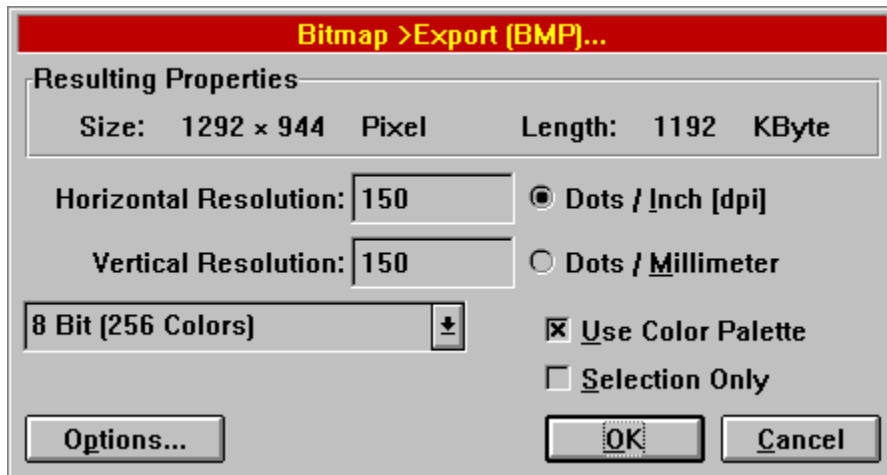 Bitmap >Export (BMP)...
Resulting Properties
Size: 1292 × 944 Pixel Length: 1192 KByte
Horizontal Resolution: 150 Dots / Inch [dpi]
Vertical Resolution: 150 Dots / Millimeter
8 Bit (256 Colors) Use Color Palette
Selection Only
Options... OK Cancel